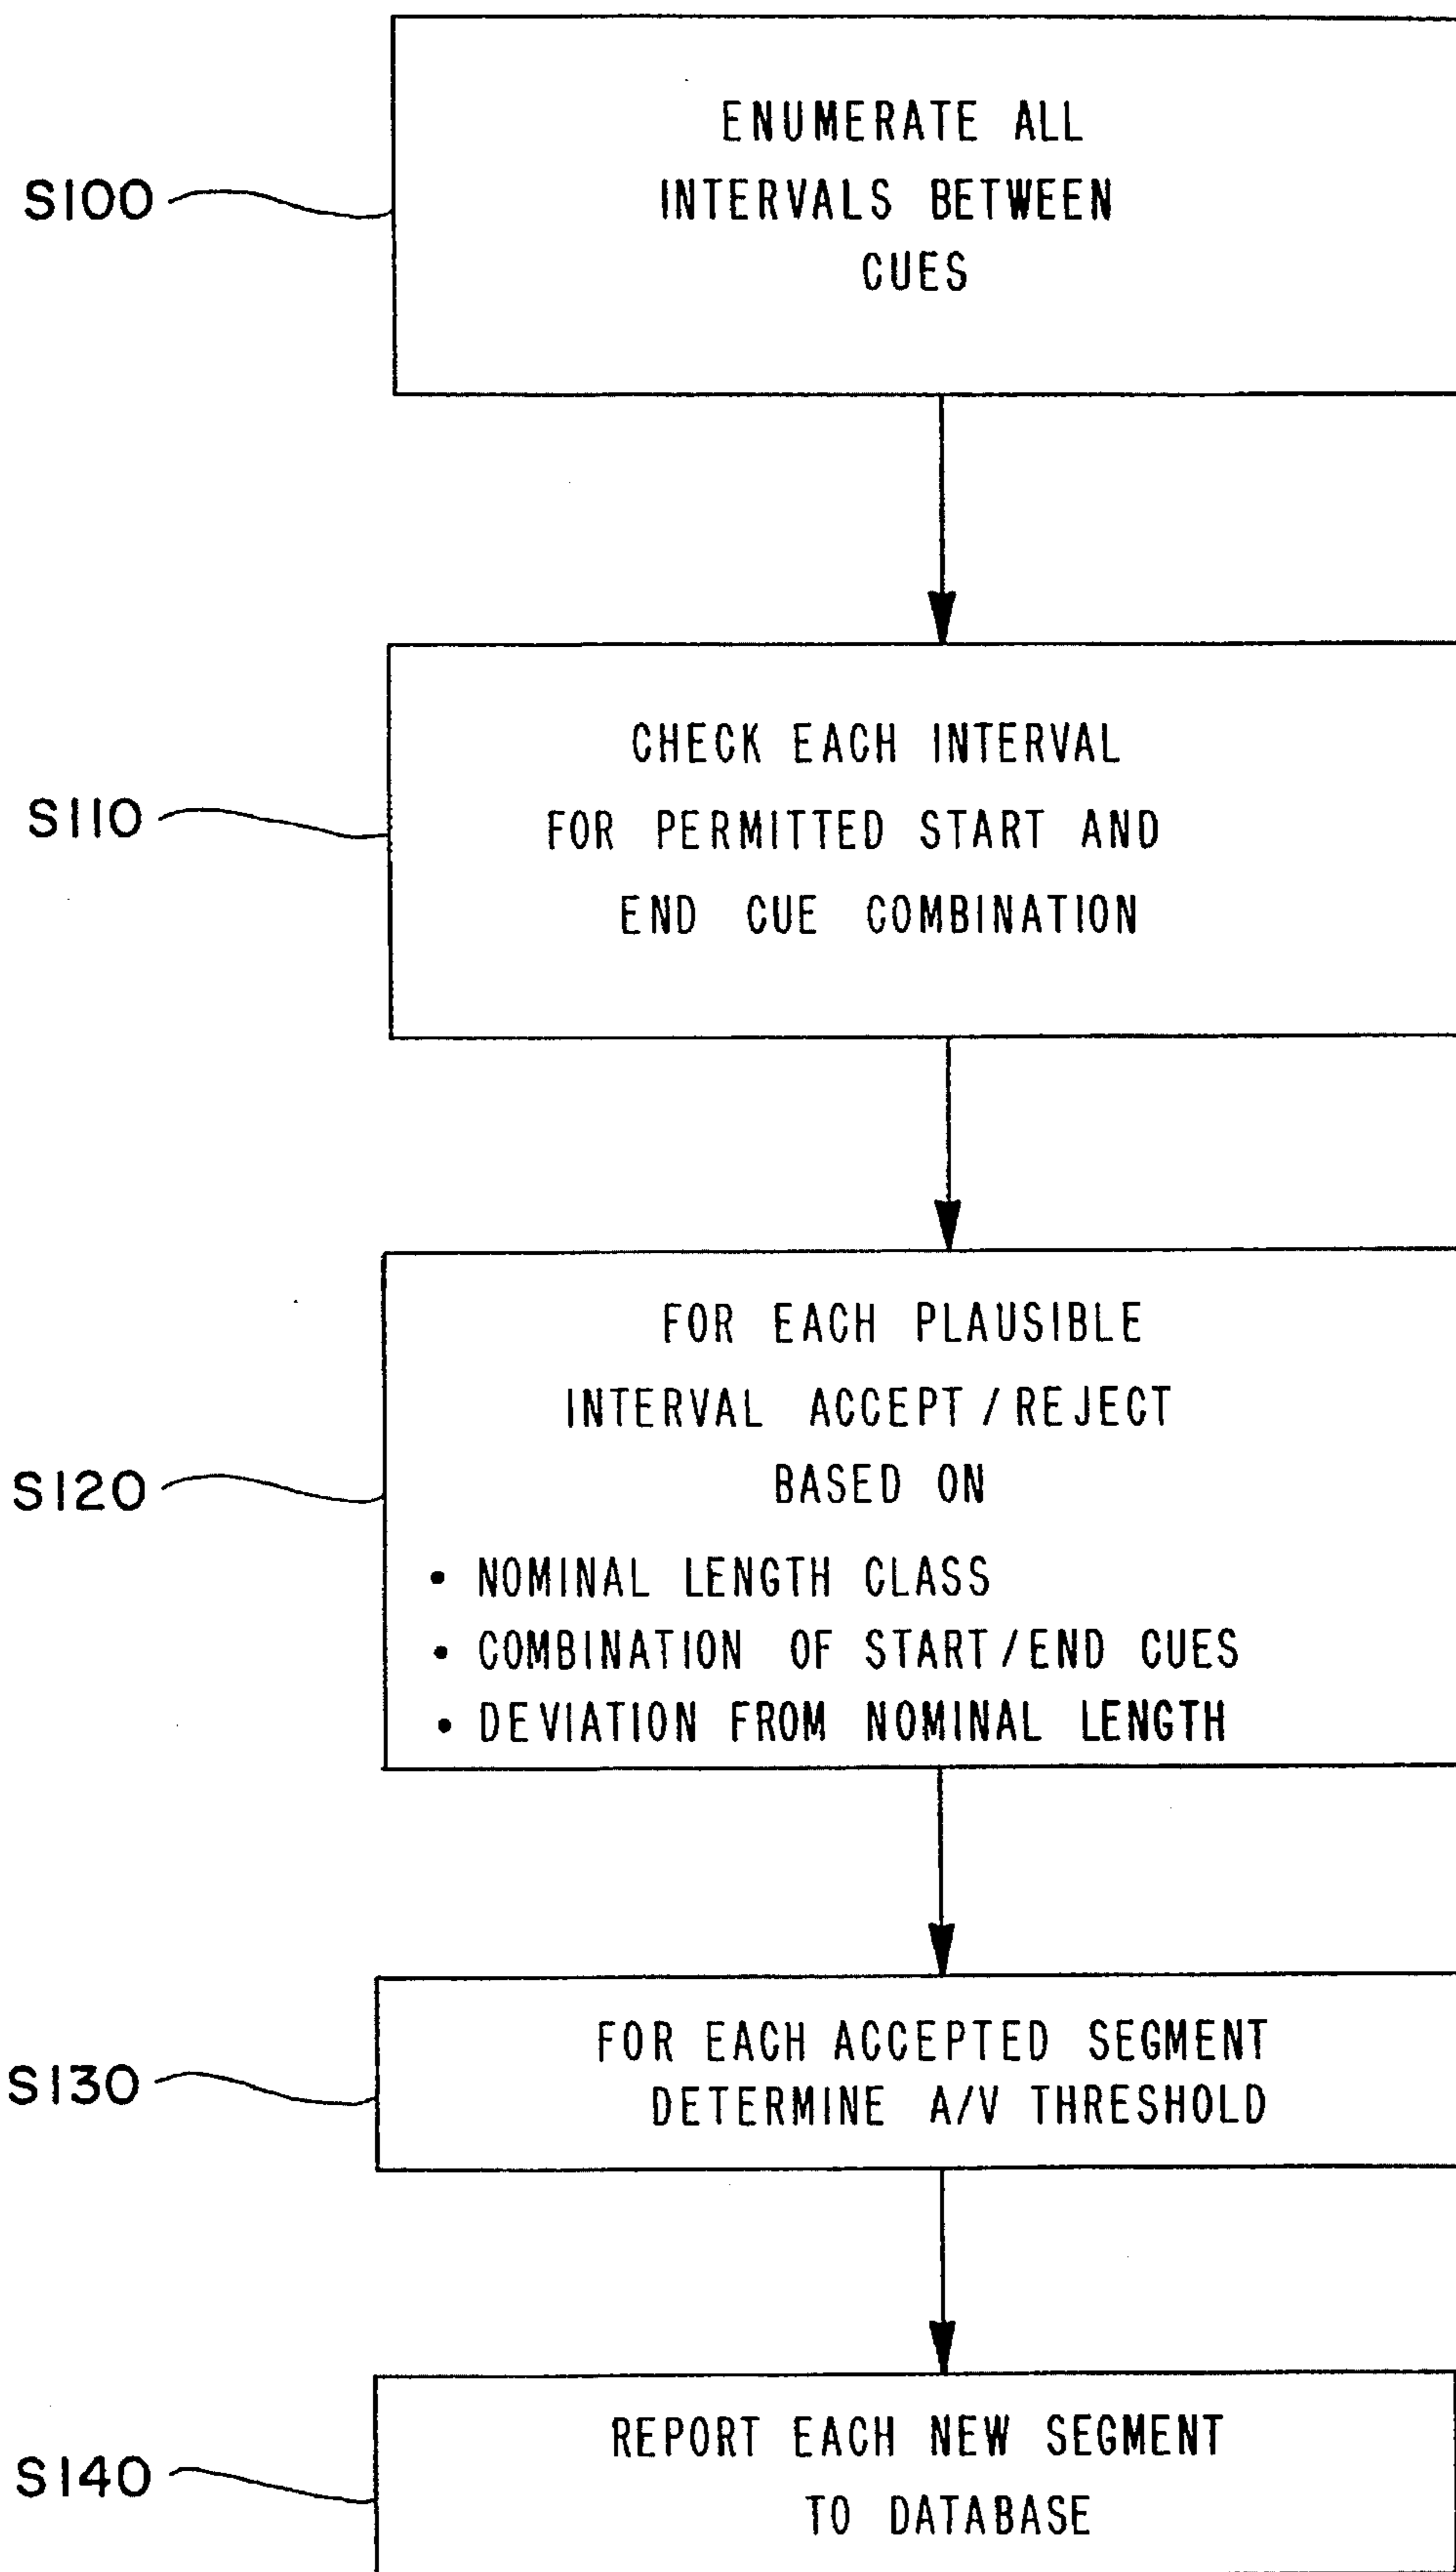 S100
ENUMERATE ALL
INTERVALS BETWEEN
CUES
S110
CHECK EACH INTERVAL
FOR PERMITTED START AND
END CUE COMBINATION
S120
FOR EACH PLAUSIBLE
INTERVAL ACCEPT / REJECT
BASED ON
• NOMINAL LENGTH CLASS
• COMBINATION OF START/END CUES
• DEVIATION FROM NOMINAL LENGTH
S130
FOR EACH ACCEPTED SEGMENT
DETERMINE A/V THRESHOLD
S140
REPORT EACH NEW SEGMENT
TO DATABASE